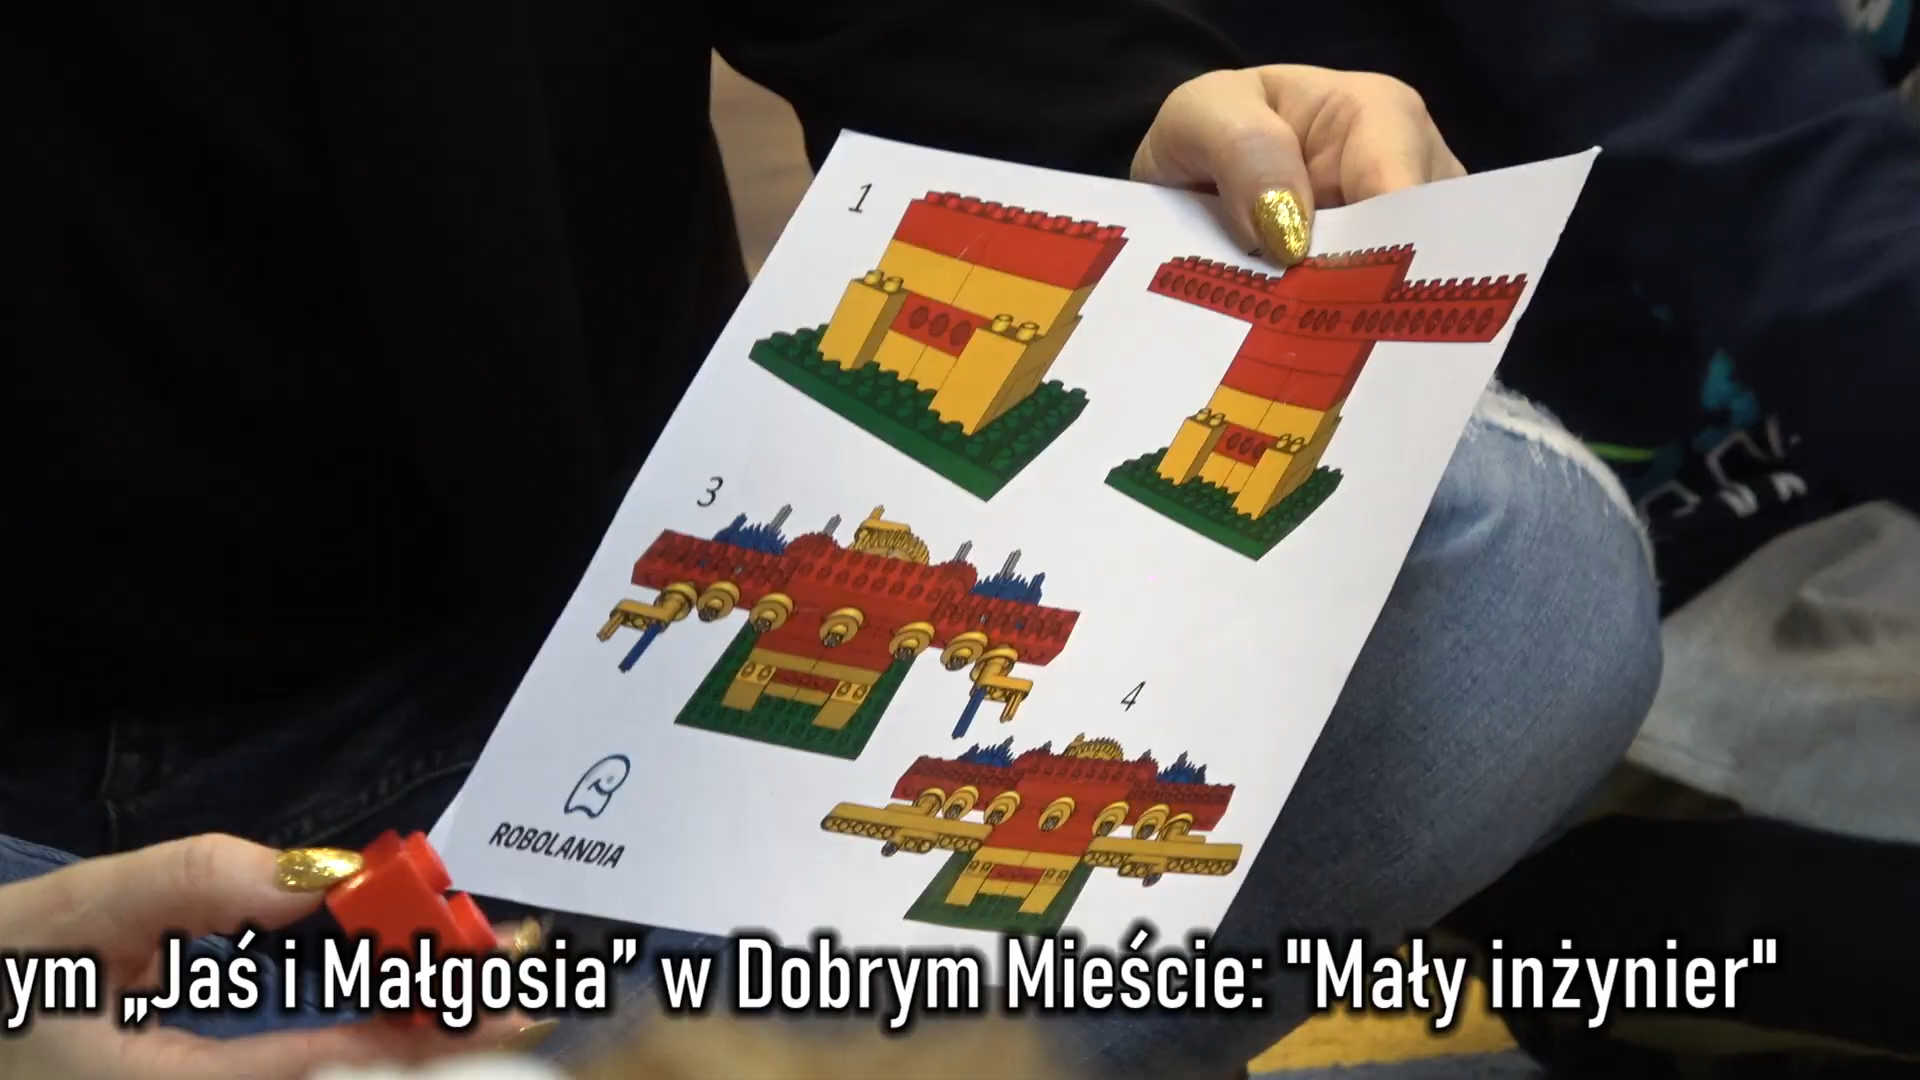 1
3
4
ROBOLANDIA
ym „Jaś i Małgosia” w Dobrym Mieście: "Mały inżynier"